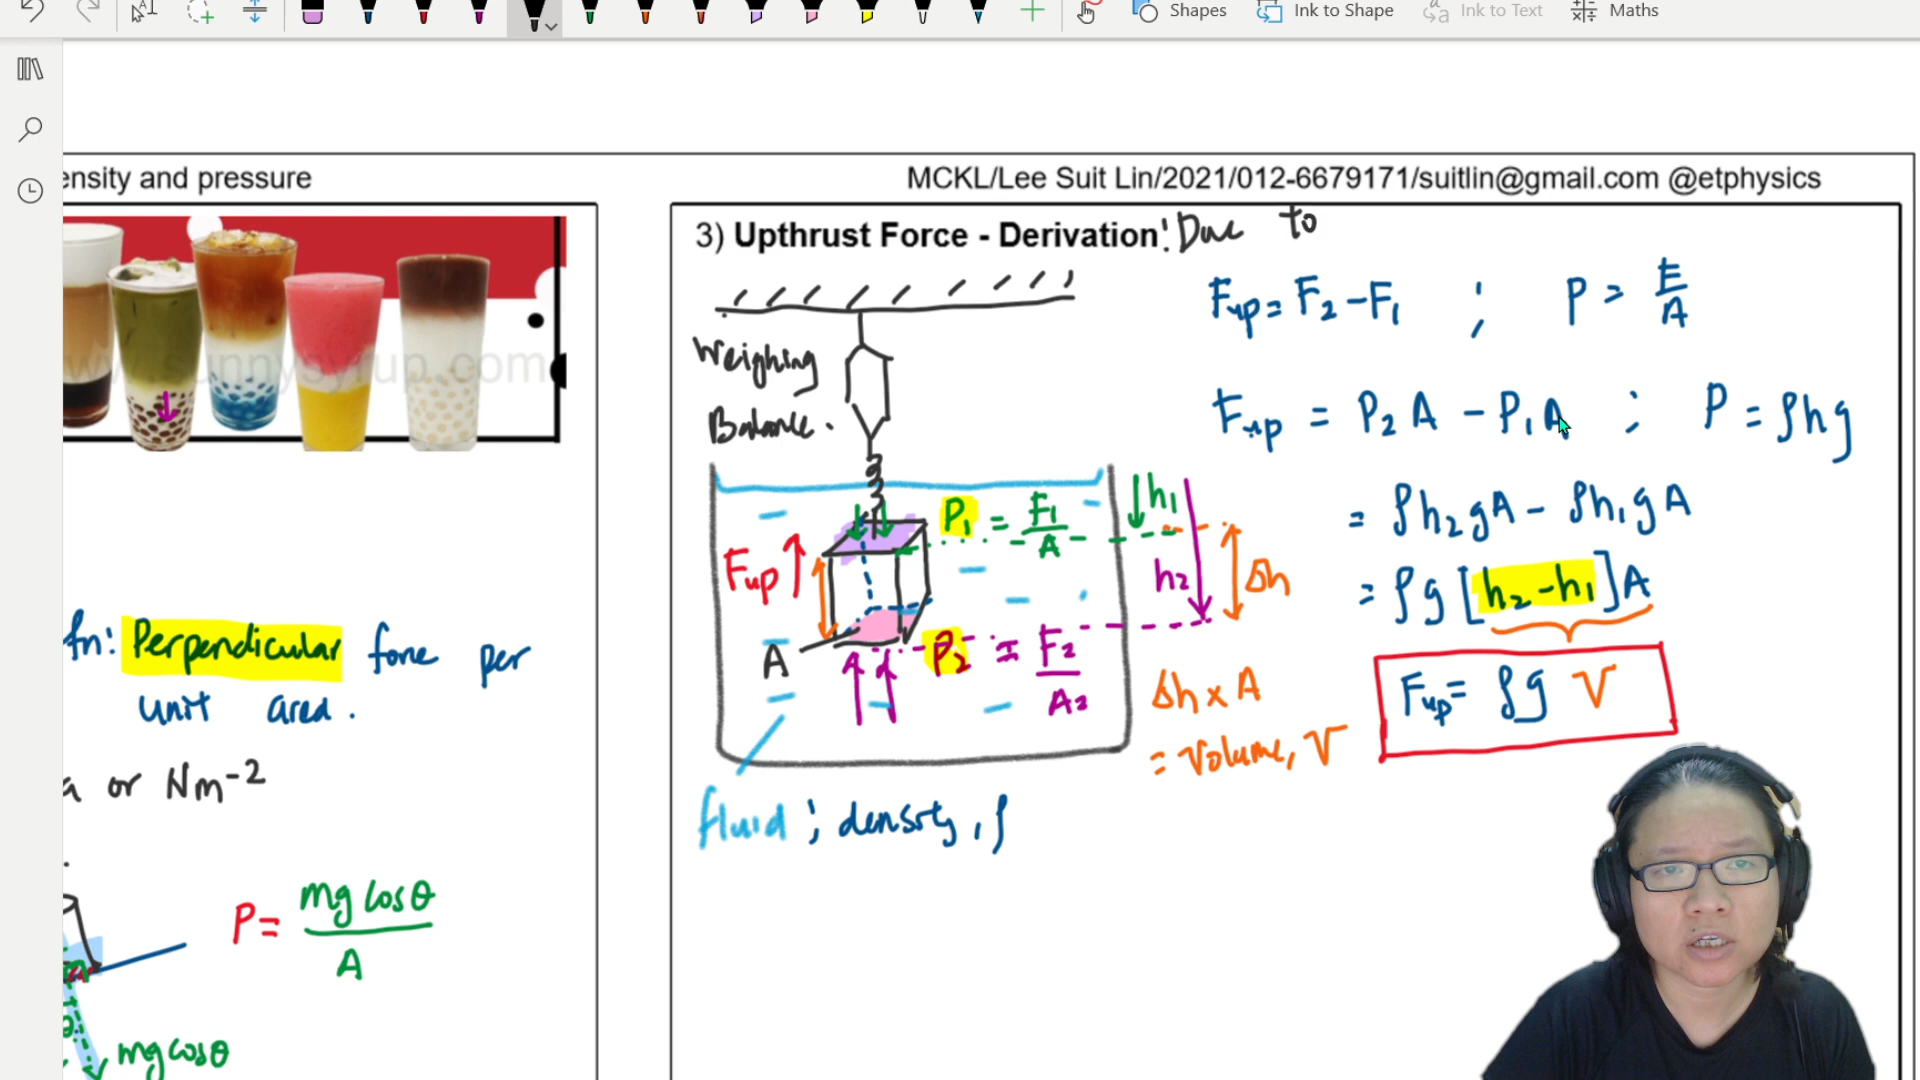 Shapes
Ink to Shape
Ink to Text
Maths
ensity and pressure
MCKL/Lee Suit Lin/2021/012-6679171/suitlin@gmail.com @etphysics
www.sunnysyrup.com
fn: Perpendicular force per
unit area.
a or Nm-2
P= mg cosθ
A
mg cosθ
3) Upthrust Force - Derivation: Due to
Weighing
Balance.
Fup
P1 = F1
A
h1
h2
Δh
A
P2 = F2
A2
fluid ; density, ρ
Δh x A
= Volume, V
Fup = F2 - F1 ; P = F
A
Fup = P2 A - P1 A ; P = ρhg
= ρh2gA - ρh1gA
= ρg [h2-h1] A
Fup = ρg V